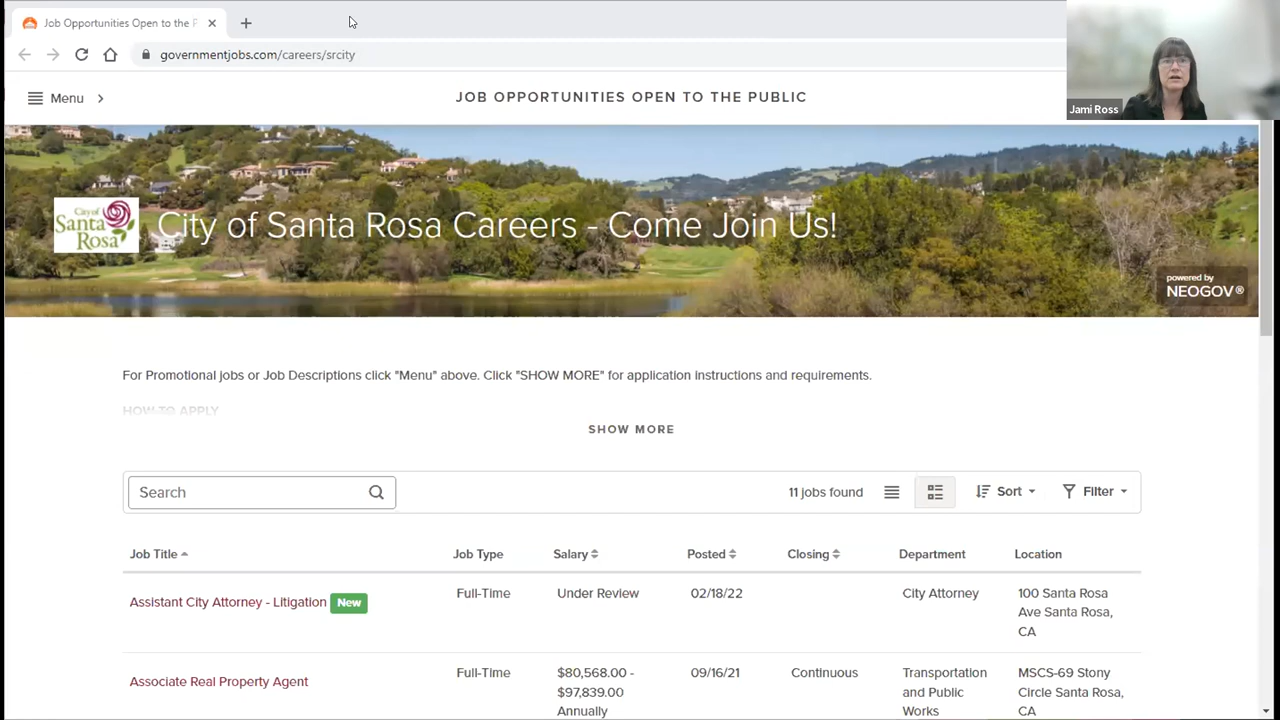 Job Opportunities Open to the P
governmentjobs.com/careers/srcity
Jami Ross
Menu
JOB OPPORTUNITIES OPEN TO THE PUBLIC
City of Santa Rosa
City of Santa Rosa Careers - Come Join Us!
powered by
NEOGOV®
For Promotional jobs or Job Descriptions click "Menu" above. Click "SHOW MORE" for application instructions and requirements.
HOW TO APPLY
SHOW MORE
Search
11 jobs found
Sort
Filter
Job Title Job Type Salary Posted Closing Department Location
Assistant City Attorney - Litigation New Full-Time Under Review 02/18/22 City Attorney 100 Santa Rosa
Ave Santa Rosa,
CA
Associate Real Property Agent Full-Time $80,568.00 - 09/16/21 Continuous Transportation MSCS-69 Stony
$97,839.00 and Public Circle Santa Rosa,
Annually Works CA